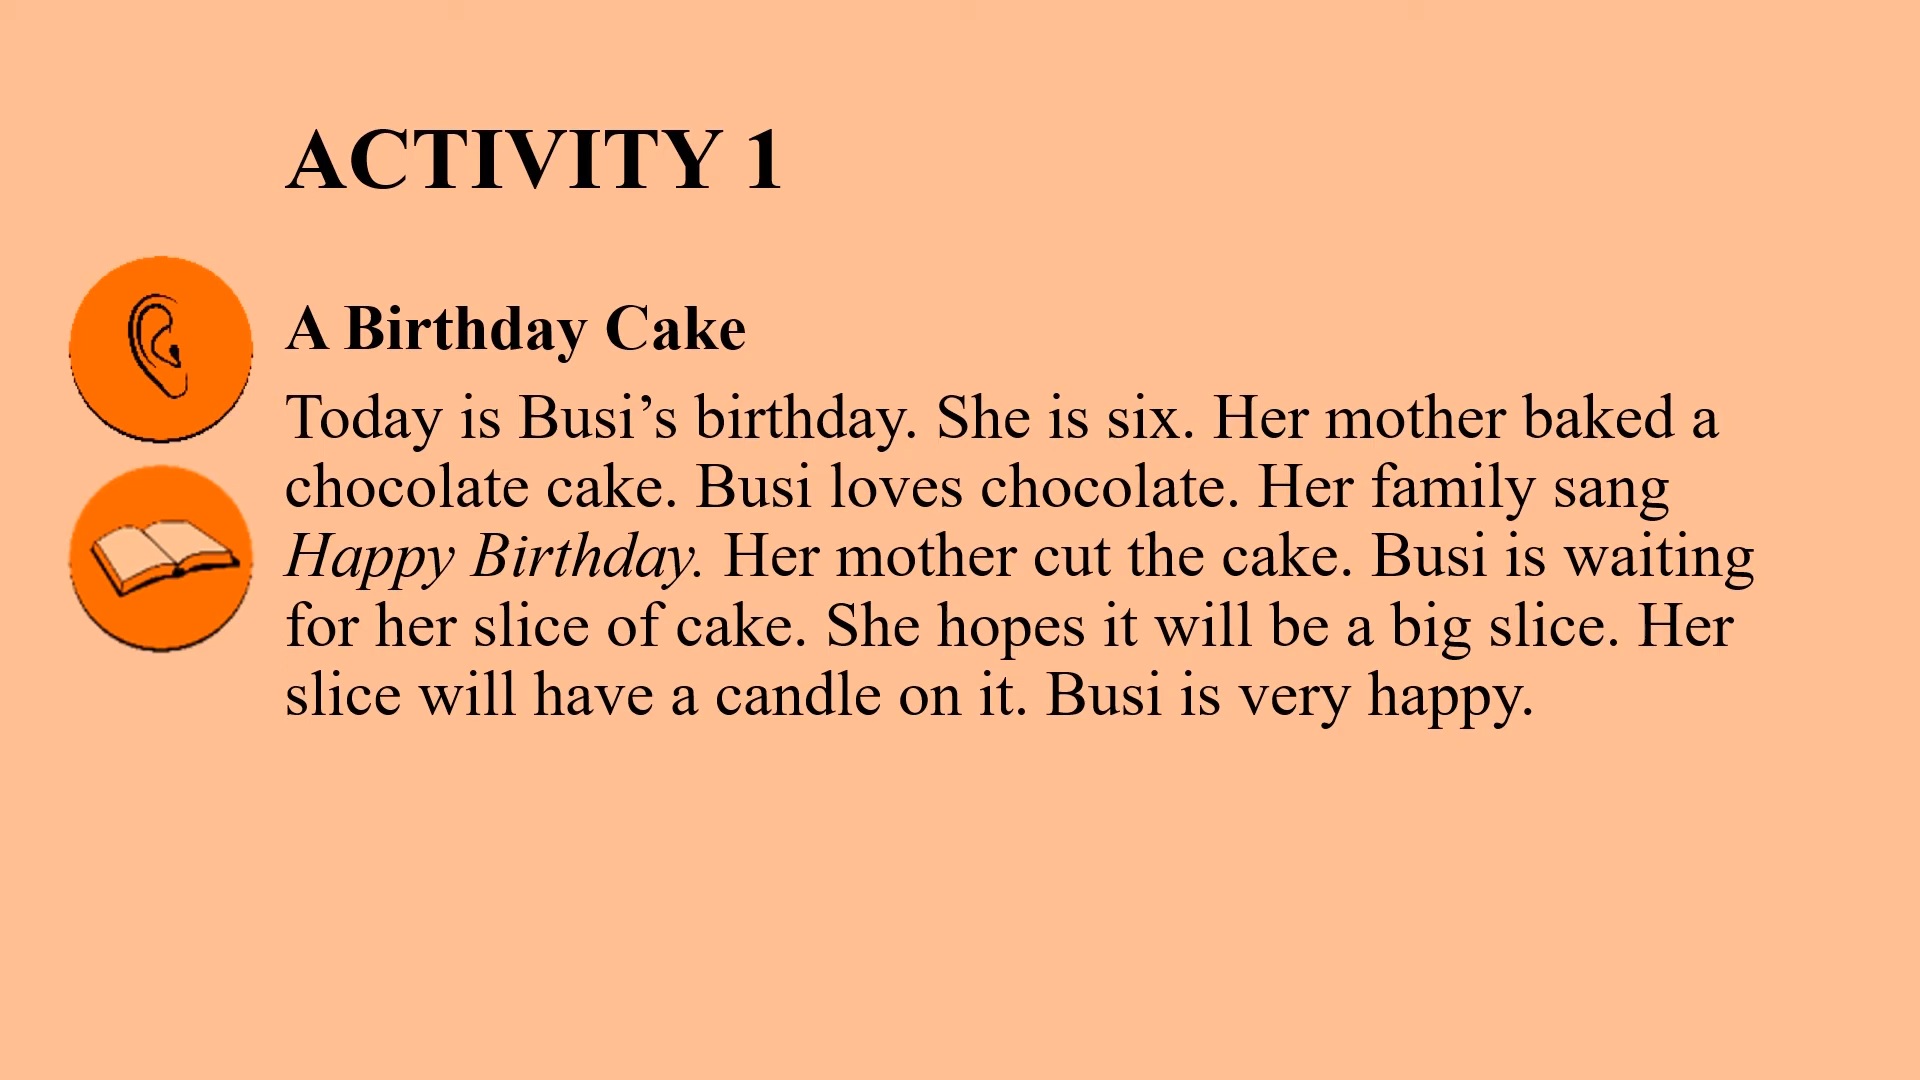 ACTIVITY 1
A Birthday Cake
Today is Busi’s birthday. She is six. Her mother baked a
chocolate cake. Busi loves chocolate. Her family sang
Happy Birthday. Her mother cut the cake. Busi is waiting
for her slice of cake. She hopes it will be a big slice. Her
slice will have a candle on it. Busi is very happy.